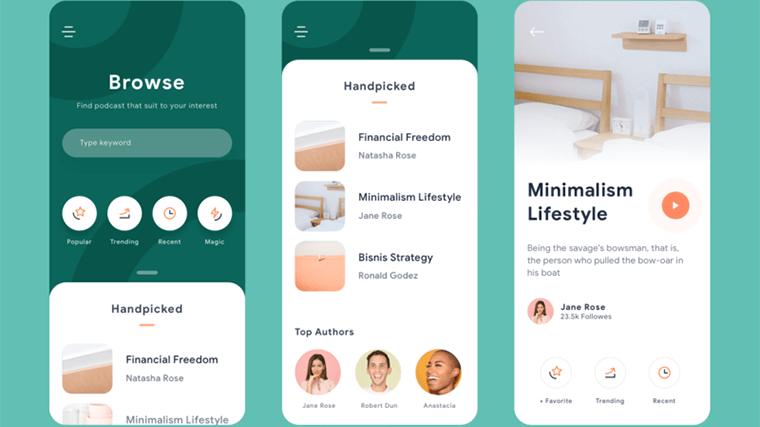 Browse
Find podcast that suit to your interest
Type keyword
Popular
Trending
Recent
Magic
Handpicked
Financial Freedom
Natasha Rose
Minimalism Lifestyle
Handpicked
Financial Freedom
Natasha Rose
Minimalism Lifestyle
Jane Rose
Bisnis Strategy
Ronald Godez
Top Authors
Jane Rose
Robert Dun
Anastacia
Minimalism
Lifestyle
Being the savage's bowsman, that is,
the person who pulled the bow-oar in
his boat
Jane Rose
23.5k Followes
+ Favorite
Trending
Recent